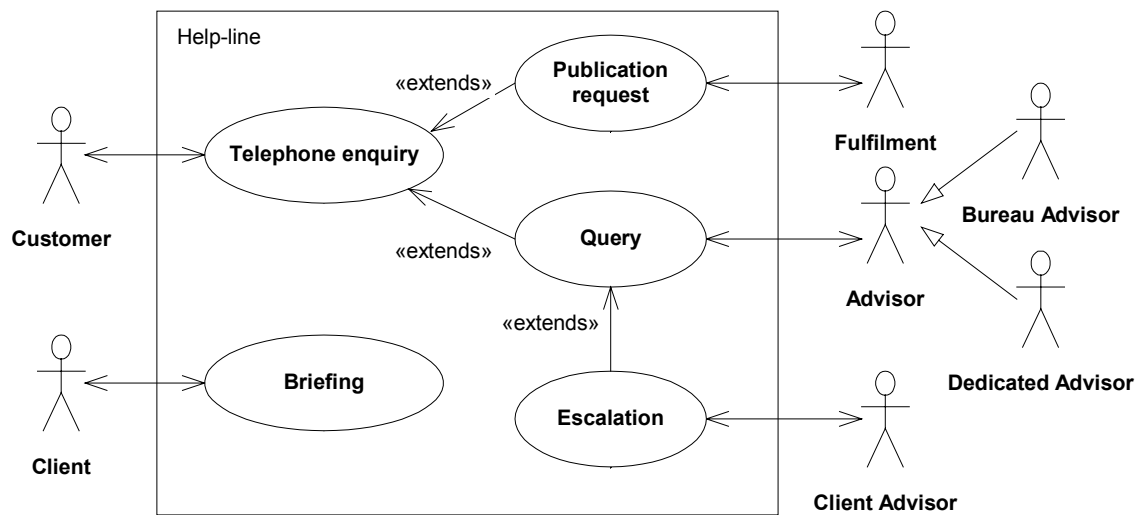 Help-line
Publication
request
«extends»
Fulfilment
Telephone enquiry
Customer
Bureau Advisor
Query
«extends»
Advisor
«extends»
Briefing
Dedicated Advisor
Escalation
Client
Client Advisor